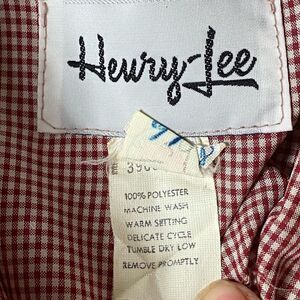 Henry-Lee
100% POLYESTER
MACHINE WASH
WARM SETTING
DELICATE CYCLE
TUMBLE DRY LOW
REMOVE PROMPTLY